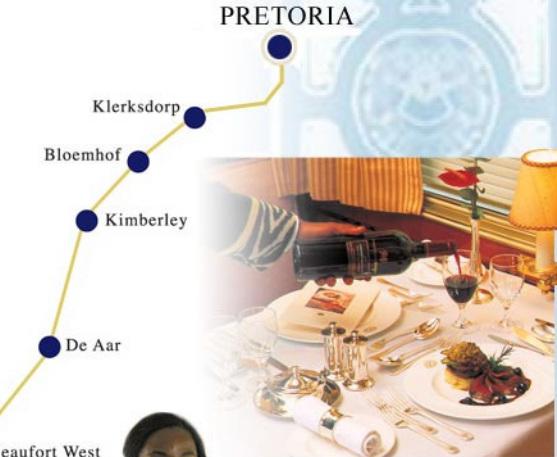 PRETORIA
Klerksdorp
Bloemhof
Kimberley
De Aar
eaufort West